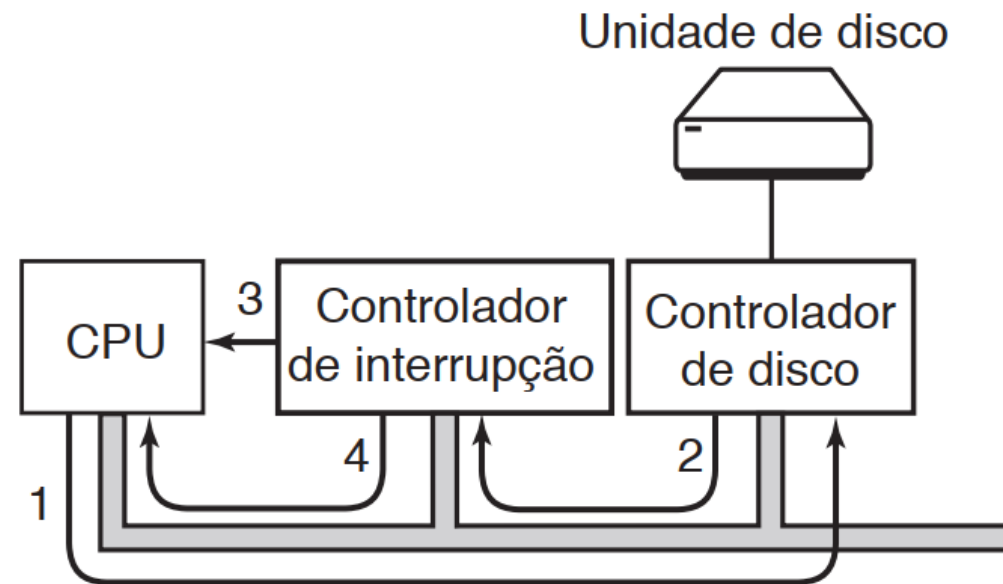 Unidade de disco
CPU
3
Controlador
de interrupção
Controlador
de disco
1
4
2